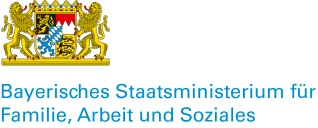 Bayerisches Staatsministerium für
Familie, Arbeit und Soziales